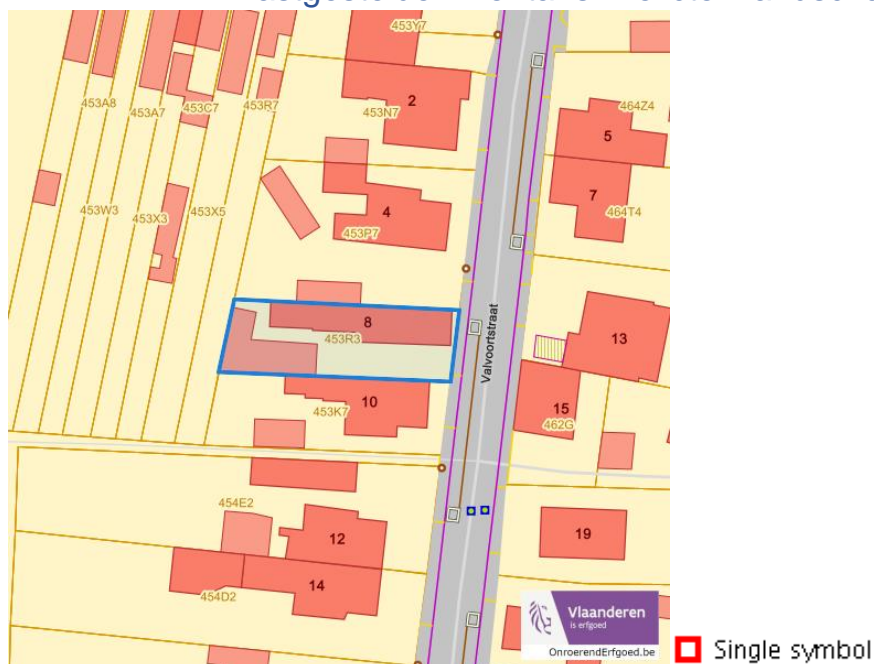 453Y7
2
453A8
453A7
453C7
453R7
453N7
464Z4
5
7
464T4
453W3
453X3
453X5
4
453P7
Valvoortstraat
8
453R3
13
10
453K7
15
462G
454E2
12
19
14
454D2
Vlaanderen
is erfgoed
OnroerendErfgoed.be
Single symbol